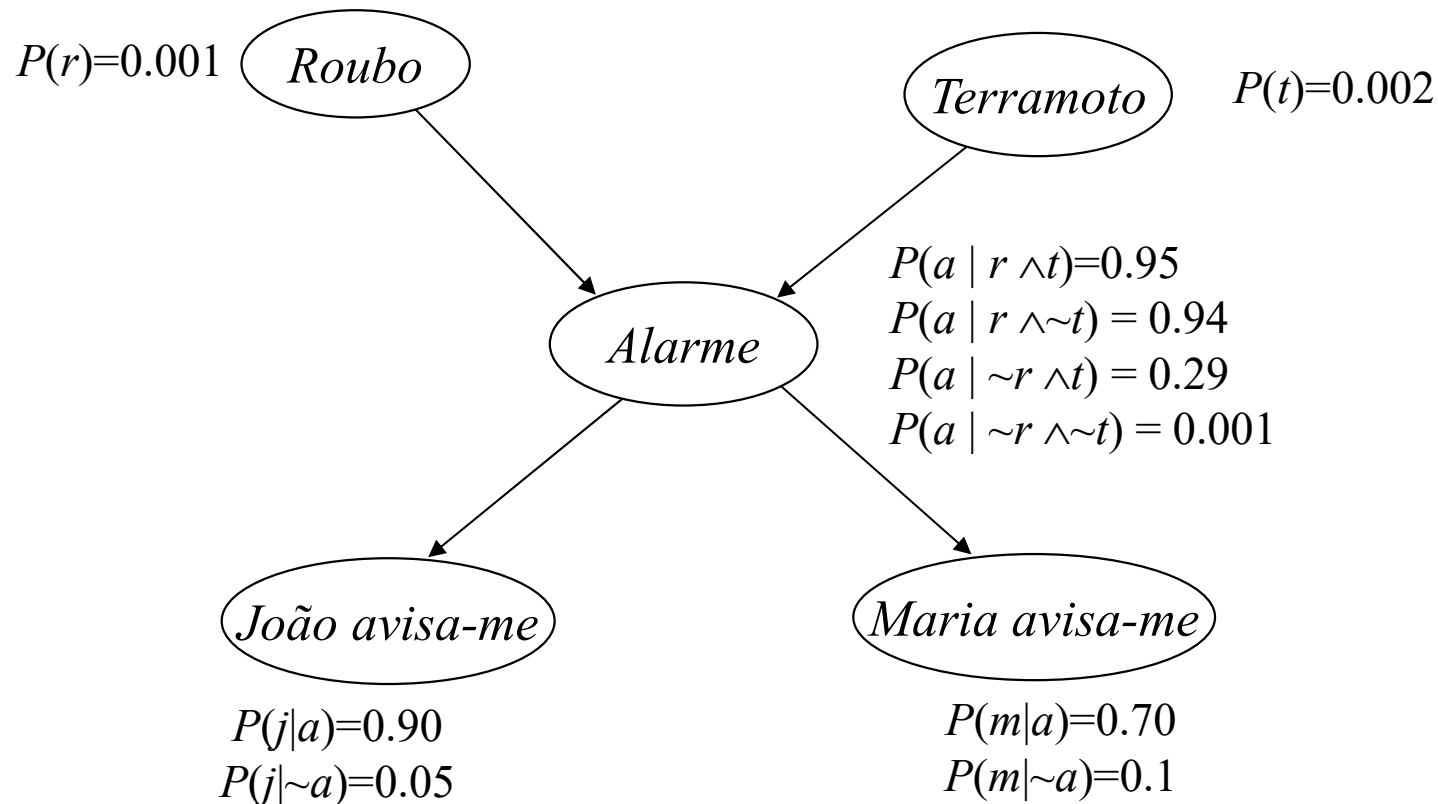 P(r)=0.001
Roubo
Terramoto
P(t)=0.002
Alarme
P(a | r ∧t)=0.95
P(a | r ∧~t) = 0.94
P(a | ~r ∧t) = 0.29
P(a | ~r ∧~t) = 0.001
João avisa-me
Maria avisa-me
P(j|a)=0.90
P(j|~a)=0.05
P(m|a)=0.70
P(m|~a)=0.1